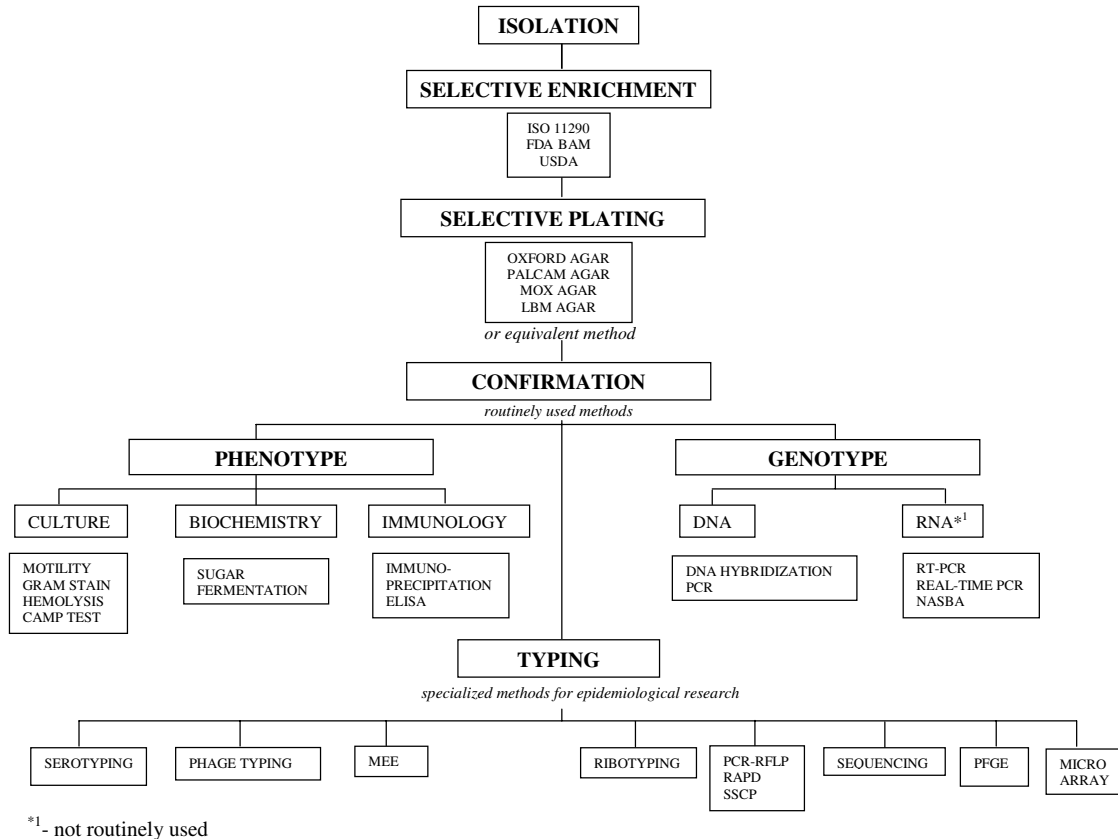 ISOLATION
SELECTIVE ENRICHMENT
ISO 11290
FDA BAM
USDA
SELECTIVE PLATING
OXFORD AGAR
PALCAM AGAR
MOX AGAR
LBM AGAR
or equivalent method
CONFIRMATION
routinely used methods
PHENOTYPE
GENOTYPE
CULTURE
BIOCHEMISTRY
IMMUNOLOGY
DNA
RNA*1
MOTILITY
GRAM STAIN
HEMOLYSIS
CAMP TEST
SUGAR
FERMENTATION
IMMUNO-
PRECIPITATION
ELISA
DNA HYBRIDIZATION
PCR
RT-PCR
REAL-TIME PCR
NASBA
TYPING
specialized methods for epidemiological research
SEROTYPING
PHAGE TYPING
MEE
RIBOTYPING
PCR-RFLP
RAPD
SSCP
SEQUENCING
PFGE
MICRO
ARRAY
*1- not routinely used